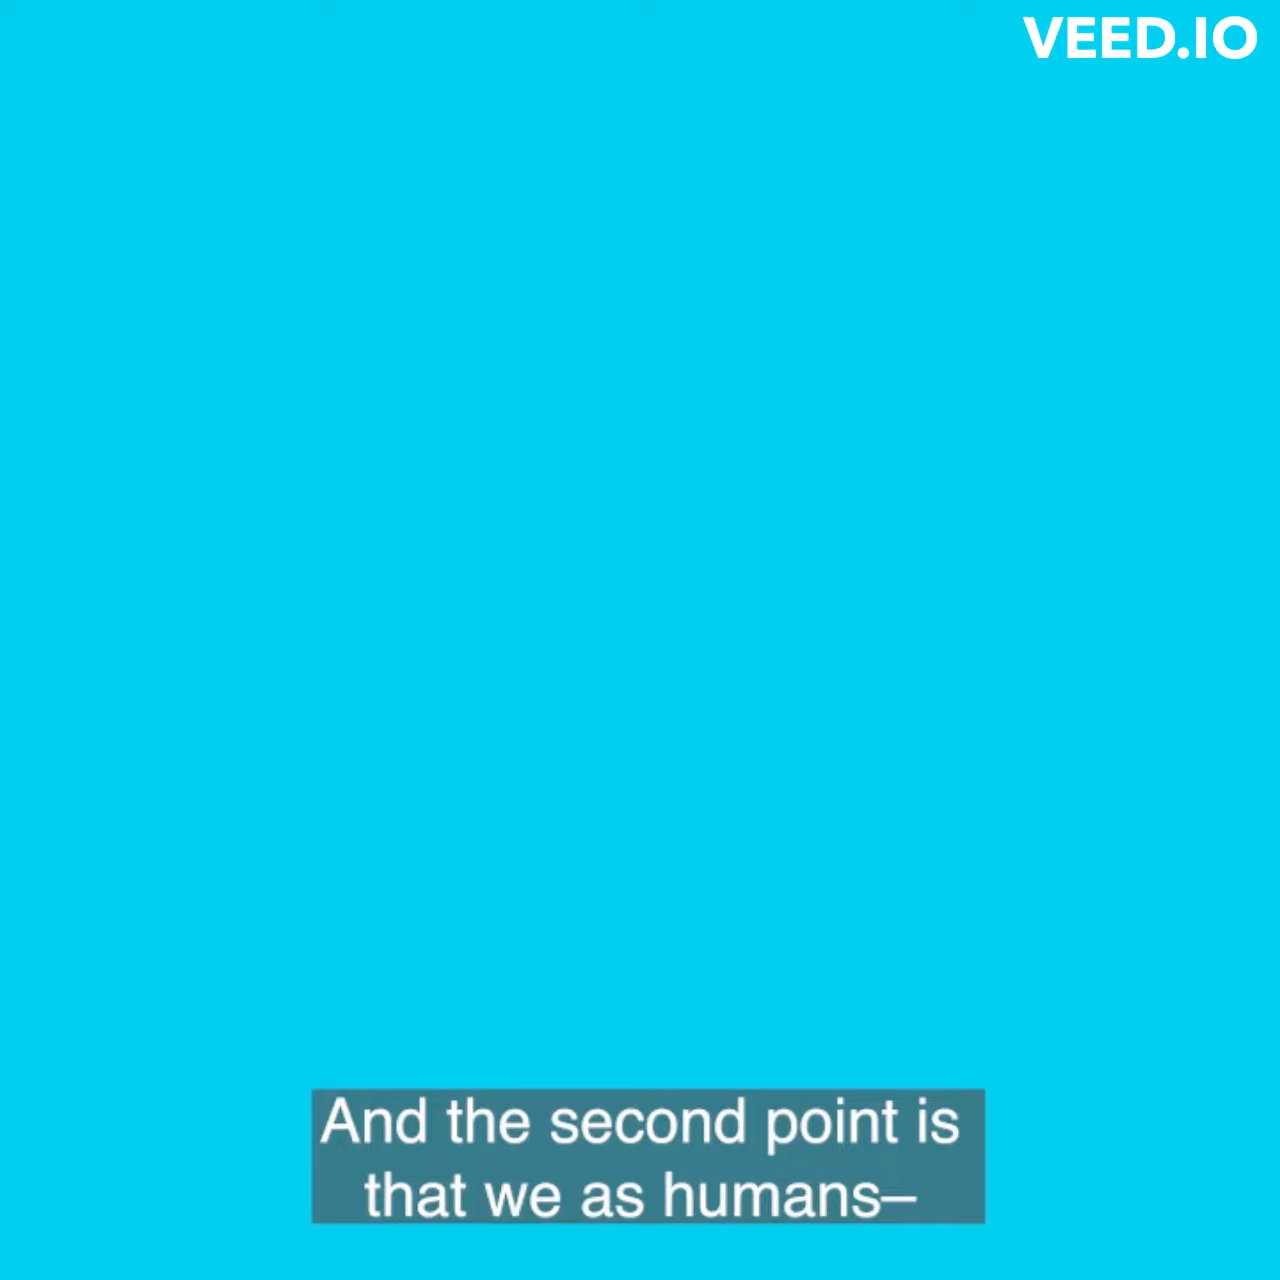 VEED.IO
And the second point is
that we as humans–